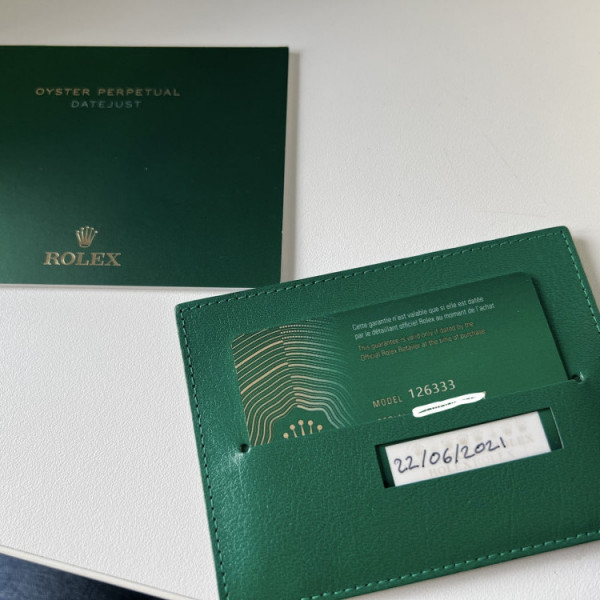 OYSTER PERPETUAL
DATEJUST
ROLEX
Cette garantie n'est valable que si elle est datée
par le détaillant officiel Rolex au moment de l'achat
This guarantee is valid only if dated by the
Official Rolex Retailer at the time of purchase
MODEL 126333
22/06/2021
ROLEX